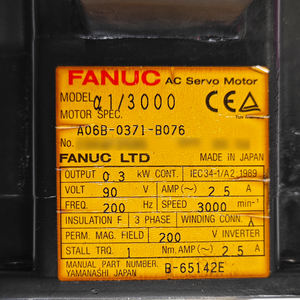 FANUC AC Servo Motor
MODEL α1/3000
MOTOR SPEC. CE
A06B-0371-B076
No.
FANUC LTD MADE IN JAPAN
OUTPUT 0.3 kW CONT. IEC34-1/A2,1989
VOLT 90 V AMP(~) 2.5 A
FREQ. 200 Hz SPEED 3000 min⁻¹
INSULATION F 3 PHASE WINDING CONN. A
PERM. MAG. FIELD 200 V INVERTER
STALL TRQ. 1 Nm. AMP(~) 2.5 A
MANUAL PART NUMBER B-65142E
YAMANASHI JAPAN